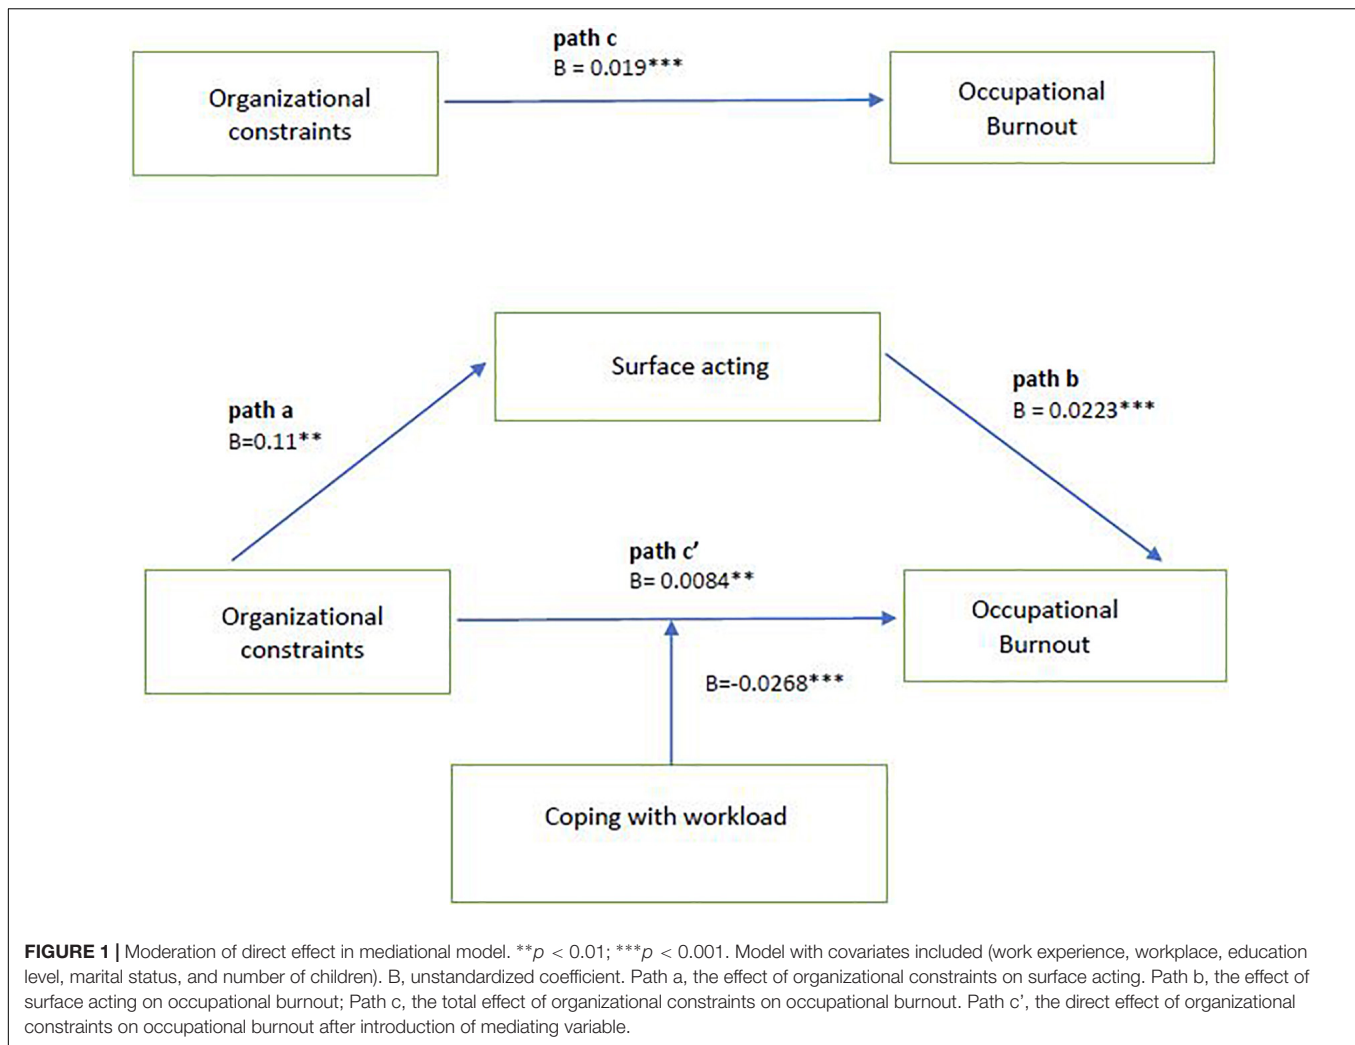 path c
B = 0.019***
Organizational
constraints
Occupational
Burnout
Surface acting
path a
B=0.11**
path b
B = 0.0223***
path c’
B= 0.0084**
Organizational
constraints
Occupational
Burnout
B=-0.0268***
Coping with workload
FIGURE 1 | Moderation of direct effect in mediational model. **p < 0.01; ***p < 0.001. Model with covariates included (work experience, workplace, education
level, marital status, and number of children). B, unstandardized coefficient. Path a, the effect of organizational constraints on surface acting. Path b, the effect of
surface acting on occupational burnout; Path c, the total effect of organizational constraints on occupational burnout. Path c’, the direct effect of organizational
constraints on occupational burnout after introduction of mediating variable.